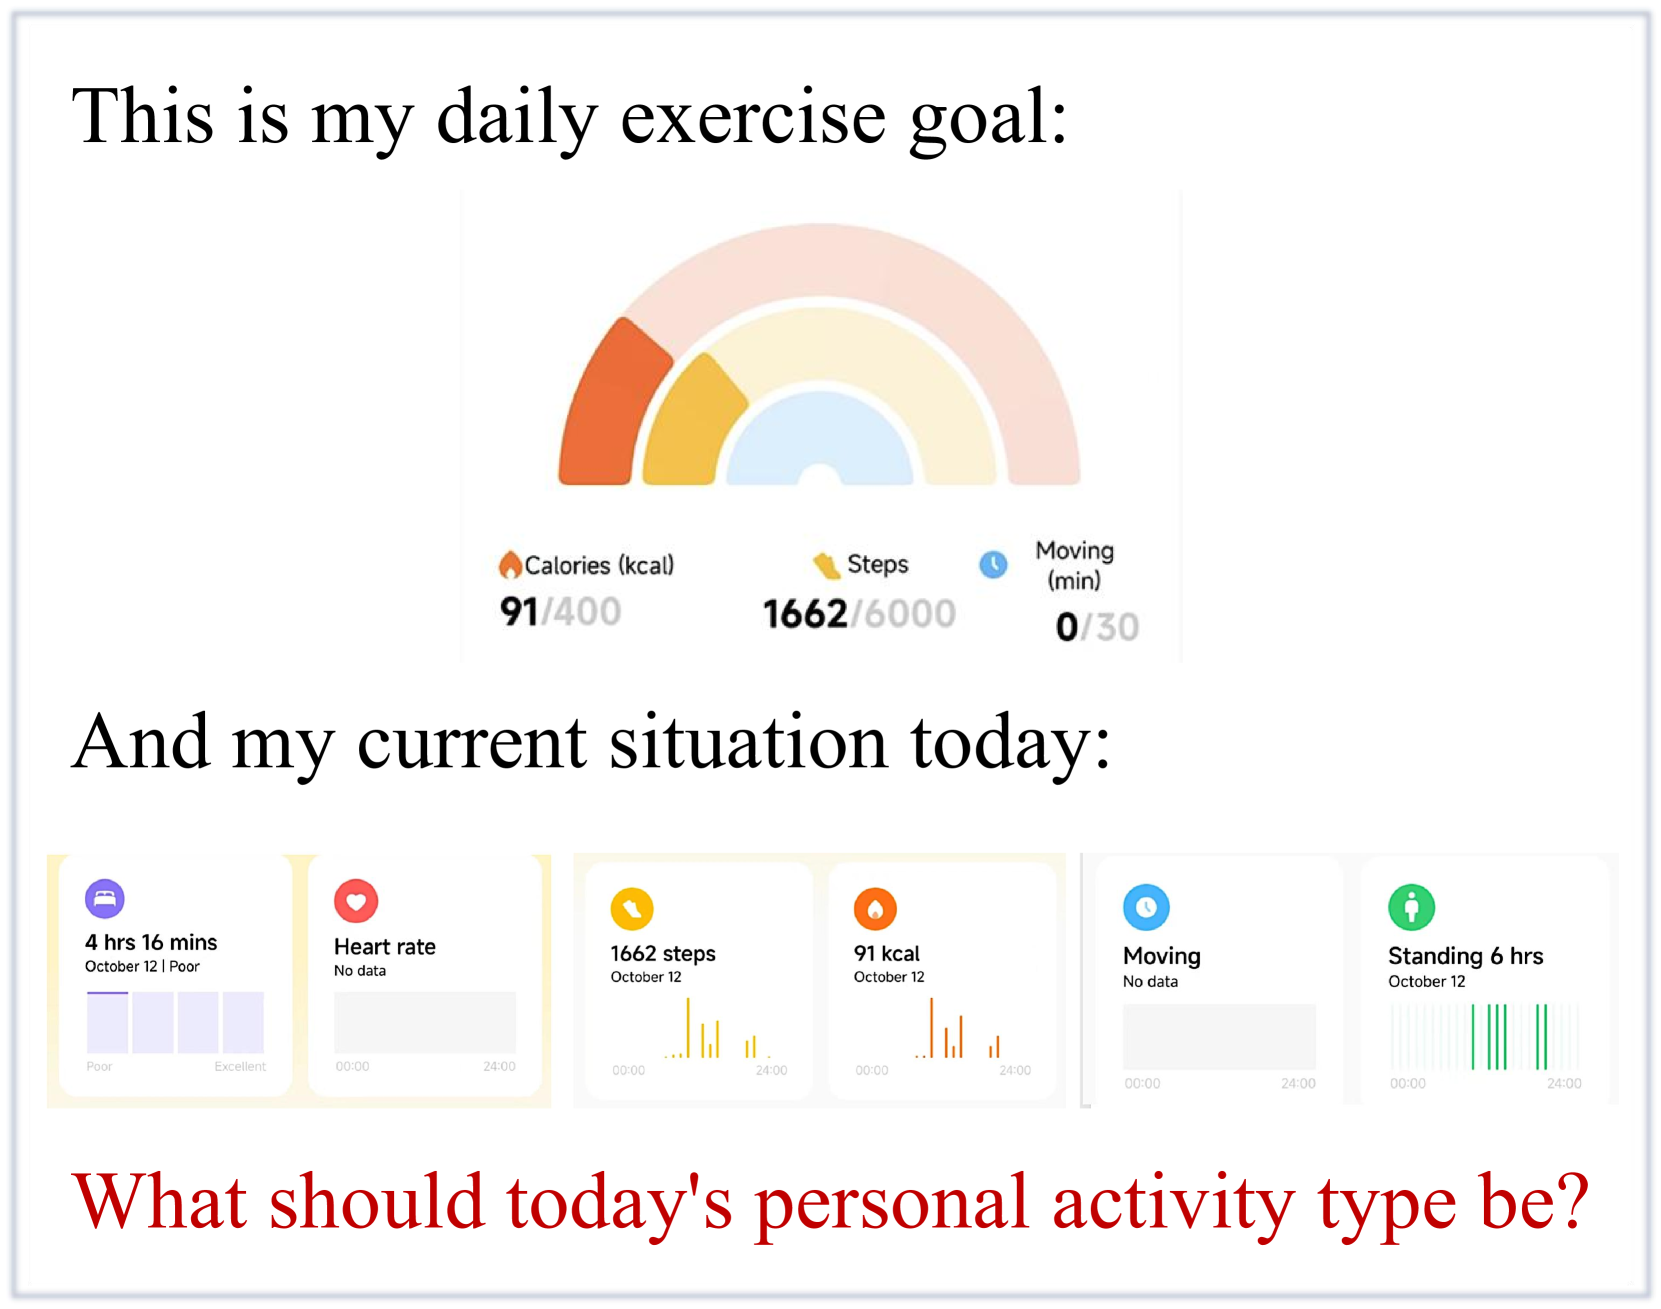 This is my daily exercise goal:
Calories (kcal)
91/400
Steps
1662/6000
Moving
(min)
0/30
And my current situation today:
4 hrs 16 mins
October 12 | Poor
Poor Excellent
Heart rate
No data
00:00 24:00
1662 steps
October 12
00:00 24:00
91 kcal
October 12
00:00 24:00
Moving
No data
00:00 24:00
Standing 6 hrs
October 12
00:00 24:00
What should today's personal activity type be?